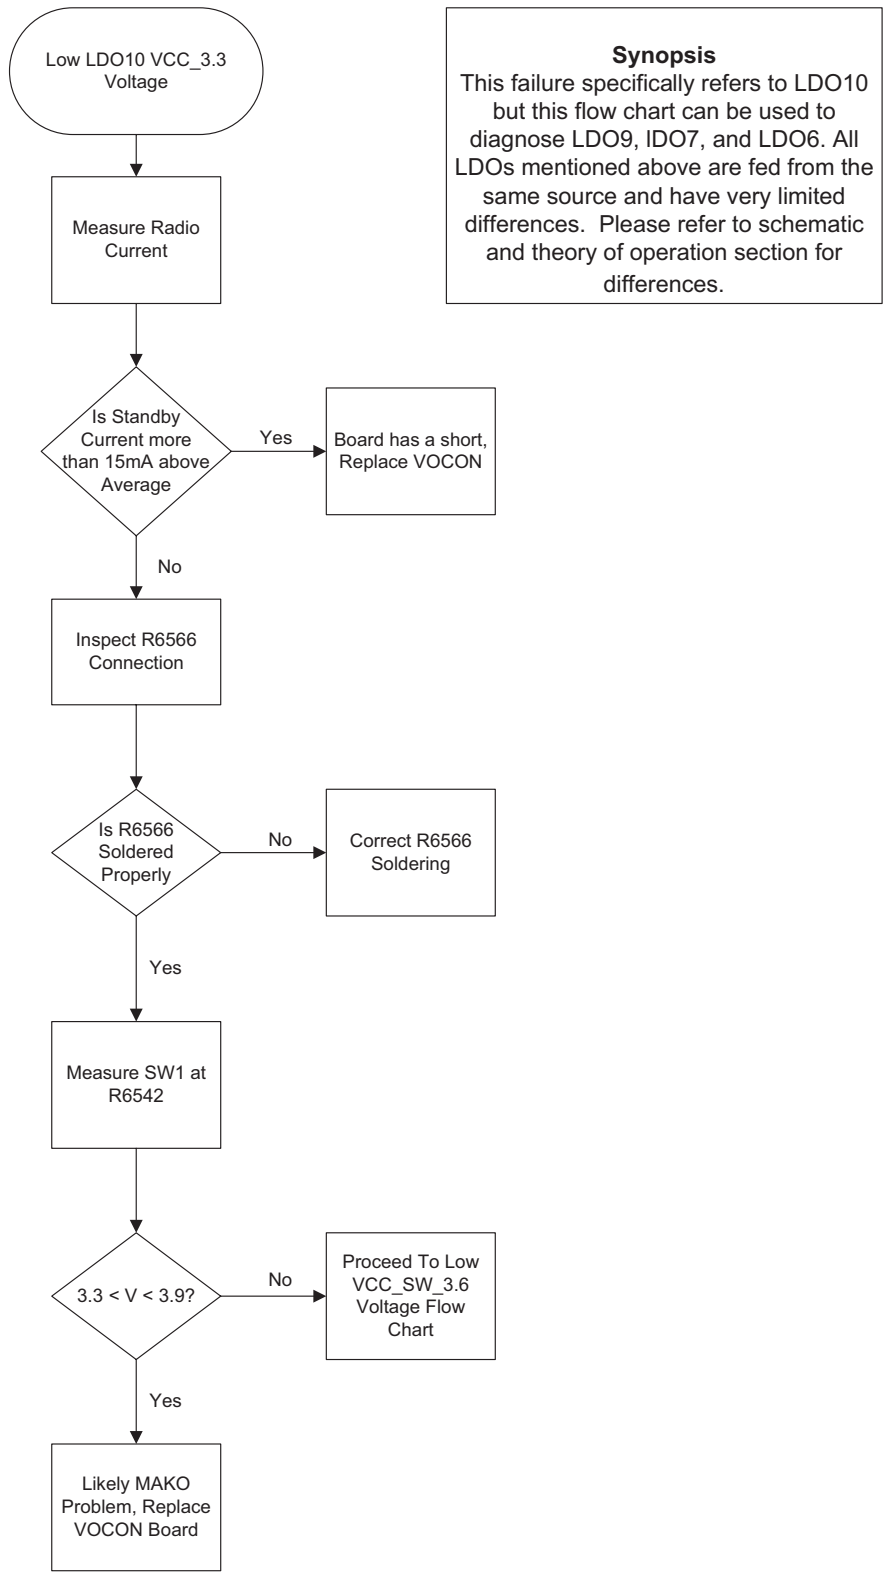 Low LDO10 VCC_3.3
Voltage
Synopsis
This failure specifically refers to LDO10
but this flow chart can be used to
diagnose LDO9, lDO7, and LDO6. All
LDOs mentioned above are fed from the
same source and have very limited
differences. Please refer to schematic
and theory of operation section for
differences.
Measure Radio
Current
Is Standby
Current more
than 15mA above
Average
Yes
Board has a short,
Replace VOCON
No
Inspect R6566
Connection
Is R6566
Soldered
Properly
No
Correct R6566
Soldering
Yes
Measure SW1 at
R6542
3.3 < V < 3.9?
No
Proceed To Low
VCC_SW_3.6
Voltage Flow
Chart
Yes
Likely MAKO
Problem, Replace
VOCON Board